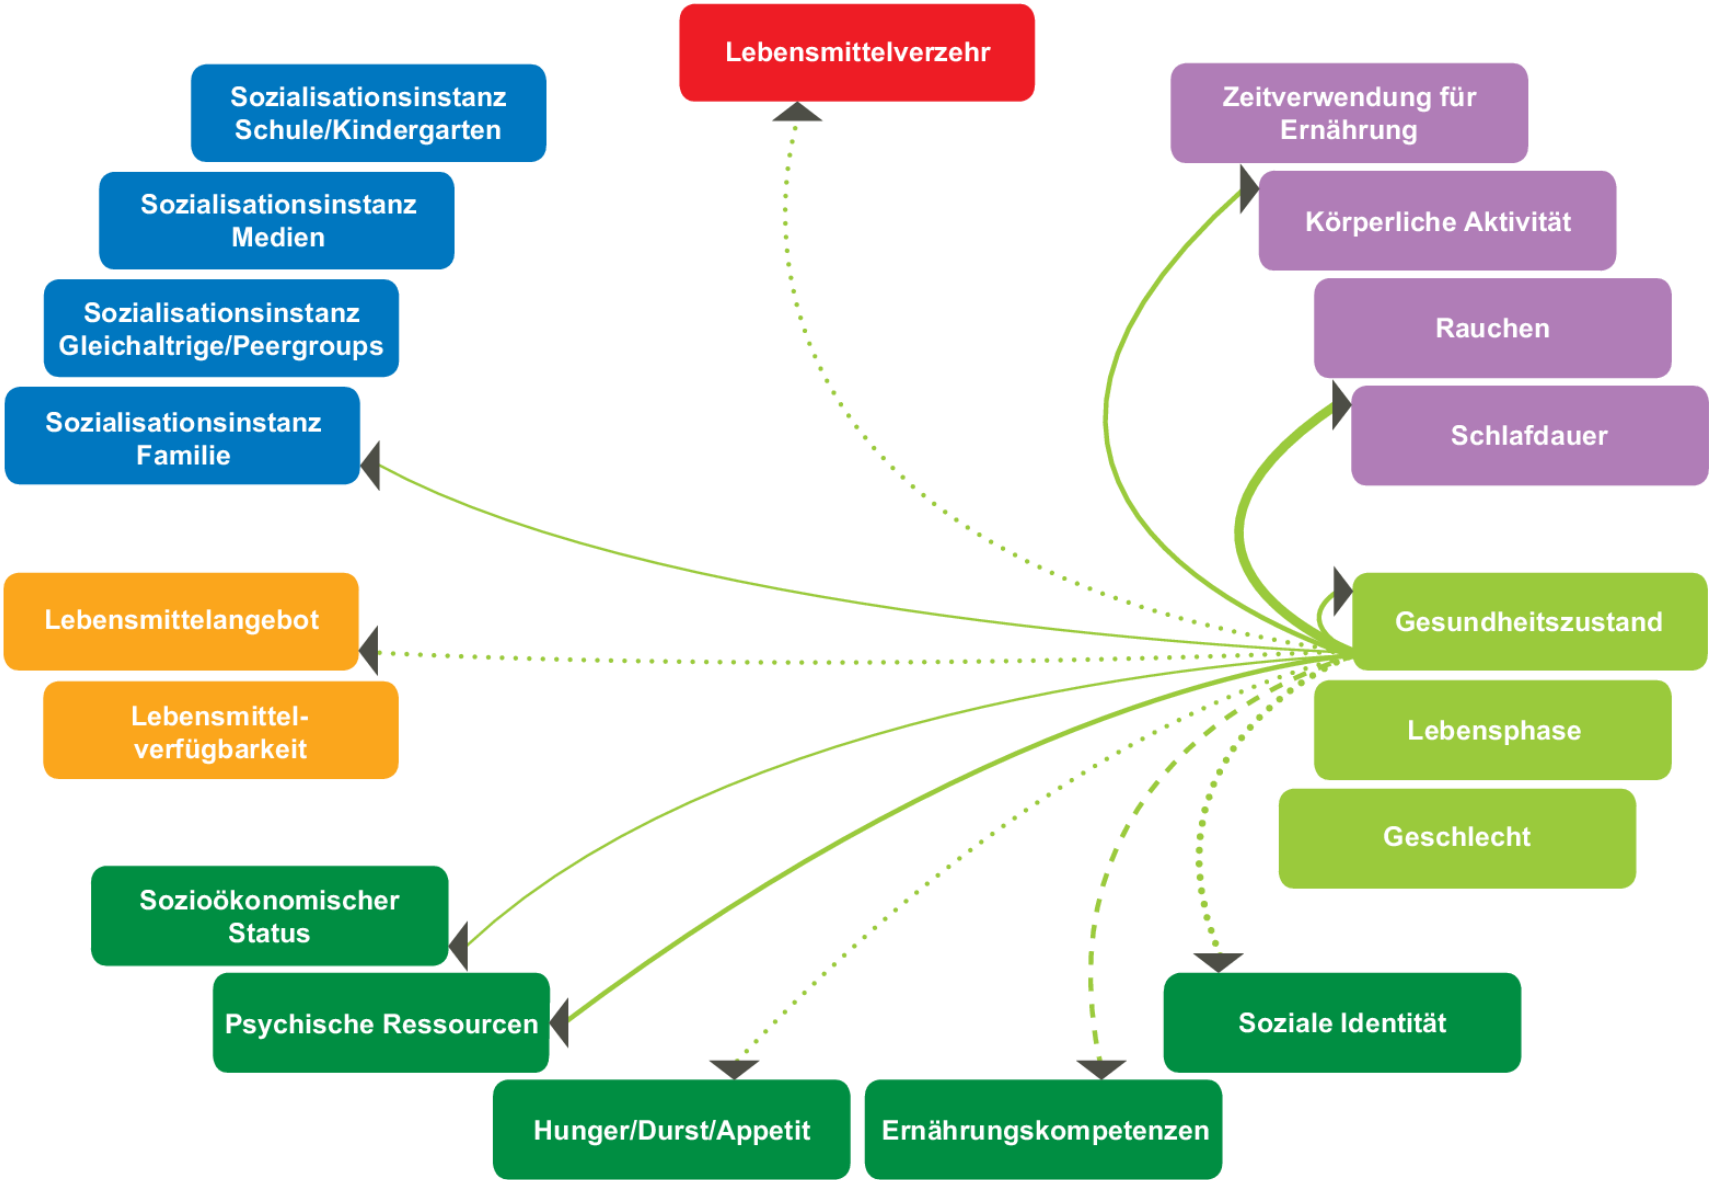 Lebensmittelverzehr
Sozialisationsinstanz
Schule/Kindergarten
Sozialisationsinstanz
Medien
Sozialisationsinstanz
Gleichaltrige/Peergroups
Sozialisationsinstanz
Familie
Lebensmittelangebot
Lebensmittel-
verfügbarkeit
Sozioökonomischer
Status
Psychische Ressourcen
Hunger/Durst/Appetit
Ernährungskompetenzen
Soziale Identität
Zeitverwendung für
Ernährung
Körperliche Aktivität
Rauchen
Schlafdauer
Gesundheitszustand
Lebensphase
Geschlecht